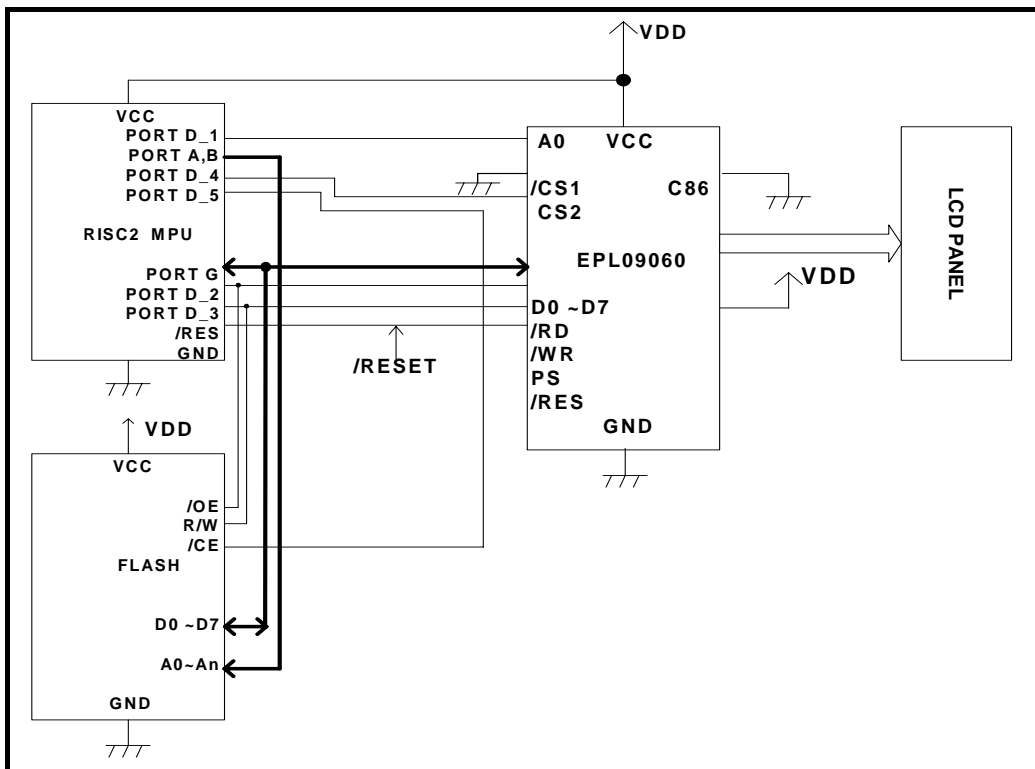 VDD
VCC
PORT D_1
PORT A,B
PORT D_4
PORT D_5
RISC2 MPU
PORT G
PORT D_2
PORT D_3
/RES
GND
/RESET
A0
VCC
/CS1
CS2
C86
EPL09060
D0 ~D7
/RD
/WR
PS
/RES
GND
VDD
LCD PANEL
VDD
VCC
/OE
R/W
/CE
FLASH
D0 ~D7
A0~An
GND